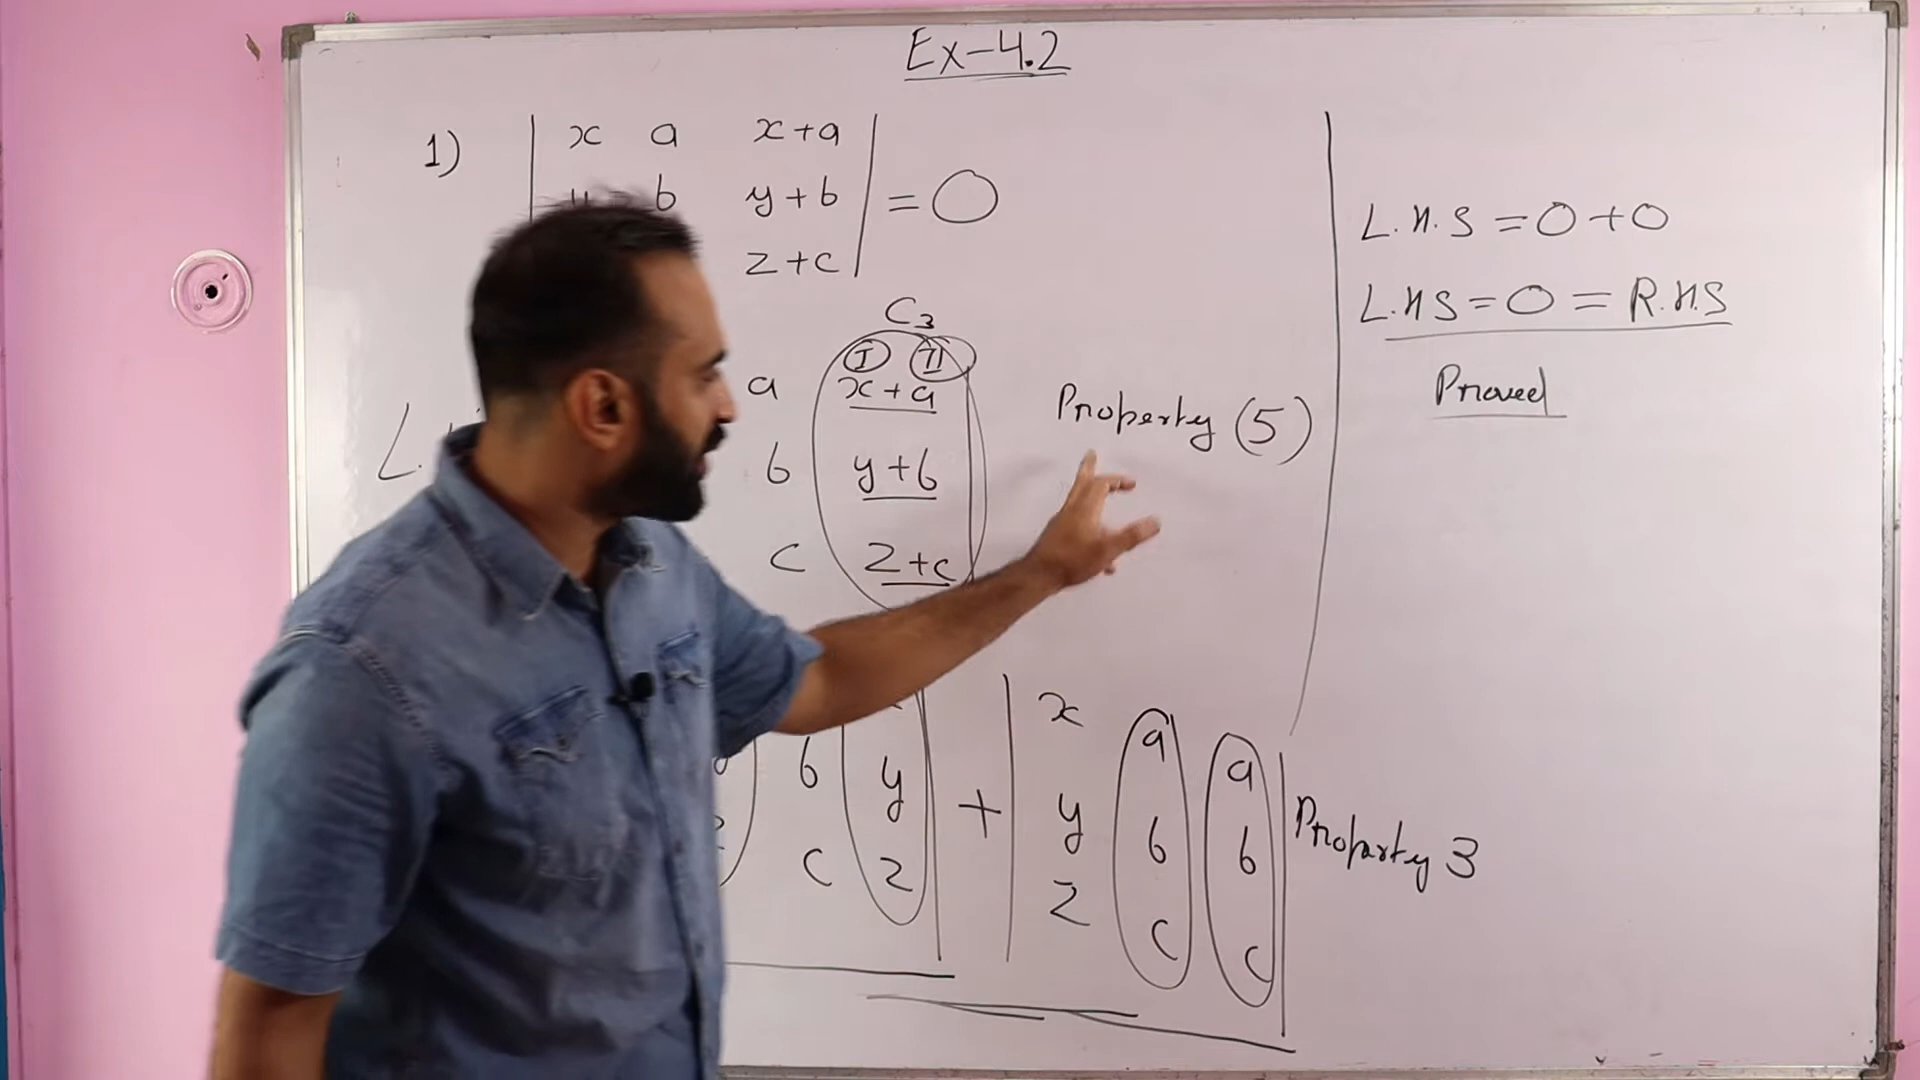 Ex-4.2
1) | x a x+a |
b y+b | = 0
z+c |
C3
I II
L. a x+a
b y+b
c z+c |
Property (5)
b y
c z |
+ | x a a |
y b b
z c c
Property 3
L.H.S = 0+0
L.H.S = 0 = R.H.S
Proved